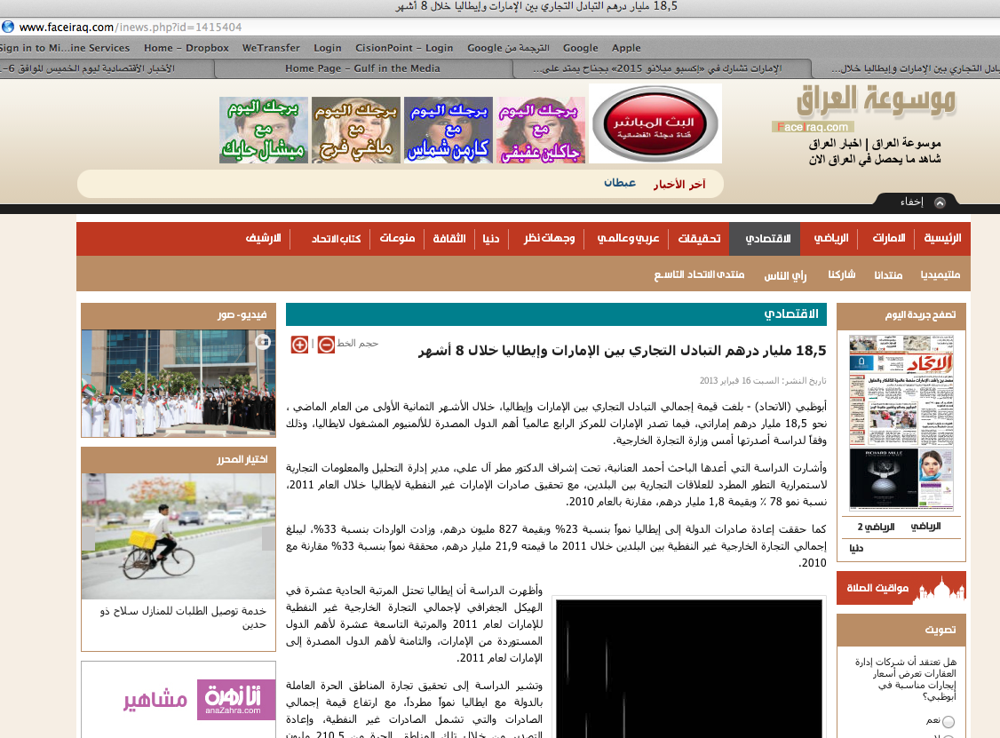 18,5 مليار درهم التبادل التجاري بين الإمارات وإيطاليا خلال 8 أشهر
www.faceiraq.com/inews.php?id=1415404
Sign in to Mi...ine Services Home – Dropbox WeTransfer Login CisionPoint – Login Google الترجمة من Google Apple
الأخبار الأقتصادية ليوم الخميس الموافق 6-1
Home Page – Gulf in the Media
الإمارات تشارك في «إكسبو ميلانو 2015» بجناح يمتد على...
بادل التجاري بين الإمارات وإيطاليا خلال...
موسوعة العراق
FaceIraq.com
موسوعة العراق | اخبار العراق
شاهد ما يحصل في العراق الان
البث المباشر
قناة دجلة الفضائية
برجك اليوم مع جاكلين عقيقي
برجك اليوم مع كارمن شماس
برجك اليوم مع ماغي فرح
برجك اليوم مع ميشال حايك
آخر الأخبار
عبطان
إخفاء
الرئيسية الامارات الرياضي الاقتصادي تحقيقات عربي وعالمي وجهات نظر دنيا الثقافة منوعات كتاب الاتحاد الارشيف
ملتيميديا منتدانا شاركنا رأي الناس منتدى الاتحاد التاسع
تصفح جريدة اليوم
الاتحاد
RICHARD MILLE
الرياضي الرياضي 2
دنيا
مواقيت الصلاة
تصويت
هل تعتقد أن شركات إدارة
العقارات تعرض أسعار
إيجارات مناسبة في
أبوظبي؟
نعم
الاقتصادي
18,5 مليار درهم التبادل التجاري بين الإمارات وإيطاليا خلال 8 أشهر
حجم الخط
تاريخ النشر: السبت 16 فبراير 2013
أبوظبي (الاتحاد) - بلغت قيمة إجمالي التبادل التجاري بين الإمارات وإيطاليا، خلال الأشهر الثمانية الأولى من العام الماضي ،
نحو 18,5 مليار درهم إماراتي، فيما تصدر الإمارات للمركز الرابع عالمياً أهم الدول المصدرة للألمنيوم المشغول لايطاليا، وذلك
وفقاً لدراسة أصدرتها أمس وزارة التجارة الخارجية.
وأشارت الدراسة التي أعدها الباحث أحمد العنانية، تحت إشراف الدكتور مطر آل علي، مدير إدارة التحليل والمعلومات التجارية
لاستمرارية التطور المطرد للعلاقات التجارية بين البلدين، مع تحقيق صادرات الإمارات غير النفطية لايطاليا خلال العام 2011،
نسبة نمو 78 ٪ وبقيمة 1,8 مليار درهم، مقارنة بالعام 2010.
كما حققت إعادة صادرات الدولة إلى إيطاليا نمواً بنسبة 23% وبقيمة 827 مليون درهم، وزادت الواردات بنسبة 33%، ليبلغ
إجمالي التجارة الخارجية غير النفطية بين البلدين خلال 2011 ما قيمته 21,9 مليار درهم، محققة نمواً بنسبة 33% مقارنة مع
2010.
وأظهرت الدراسة أن إيطاليا تحتل المرتبة الحادية عشرة في
الهيكل الجغرافي لإجمالي التجارة الخارجية غير النفطية
للإمارات لعام 2011 والمرتبة التاسعة عشرة لأهم الدول
المستوردة من الإمارات، والثامنة لأهم الدول المصدرة إلى
الإمارات لعام 2011.
وتشير الدراسة إلى تحقيق تجارة المناطق الحرة العاملة
بالدولة مع ايطاليا نمواً مطرداً، مع ارتفاع قيمة إجمالي
الصادرات والتي تشمل الصادرات غير النفطية، وإعادة
التصدير من خلال تلك المناطق الحرة من 210,5 مليون
فيديو- صور
اختيار المحرر
خدمة توصيل الطلبات للمنازل سلاح ذو
حدين
أنا زهرة
anaZahra.com
مشاهير